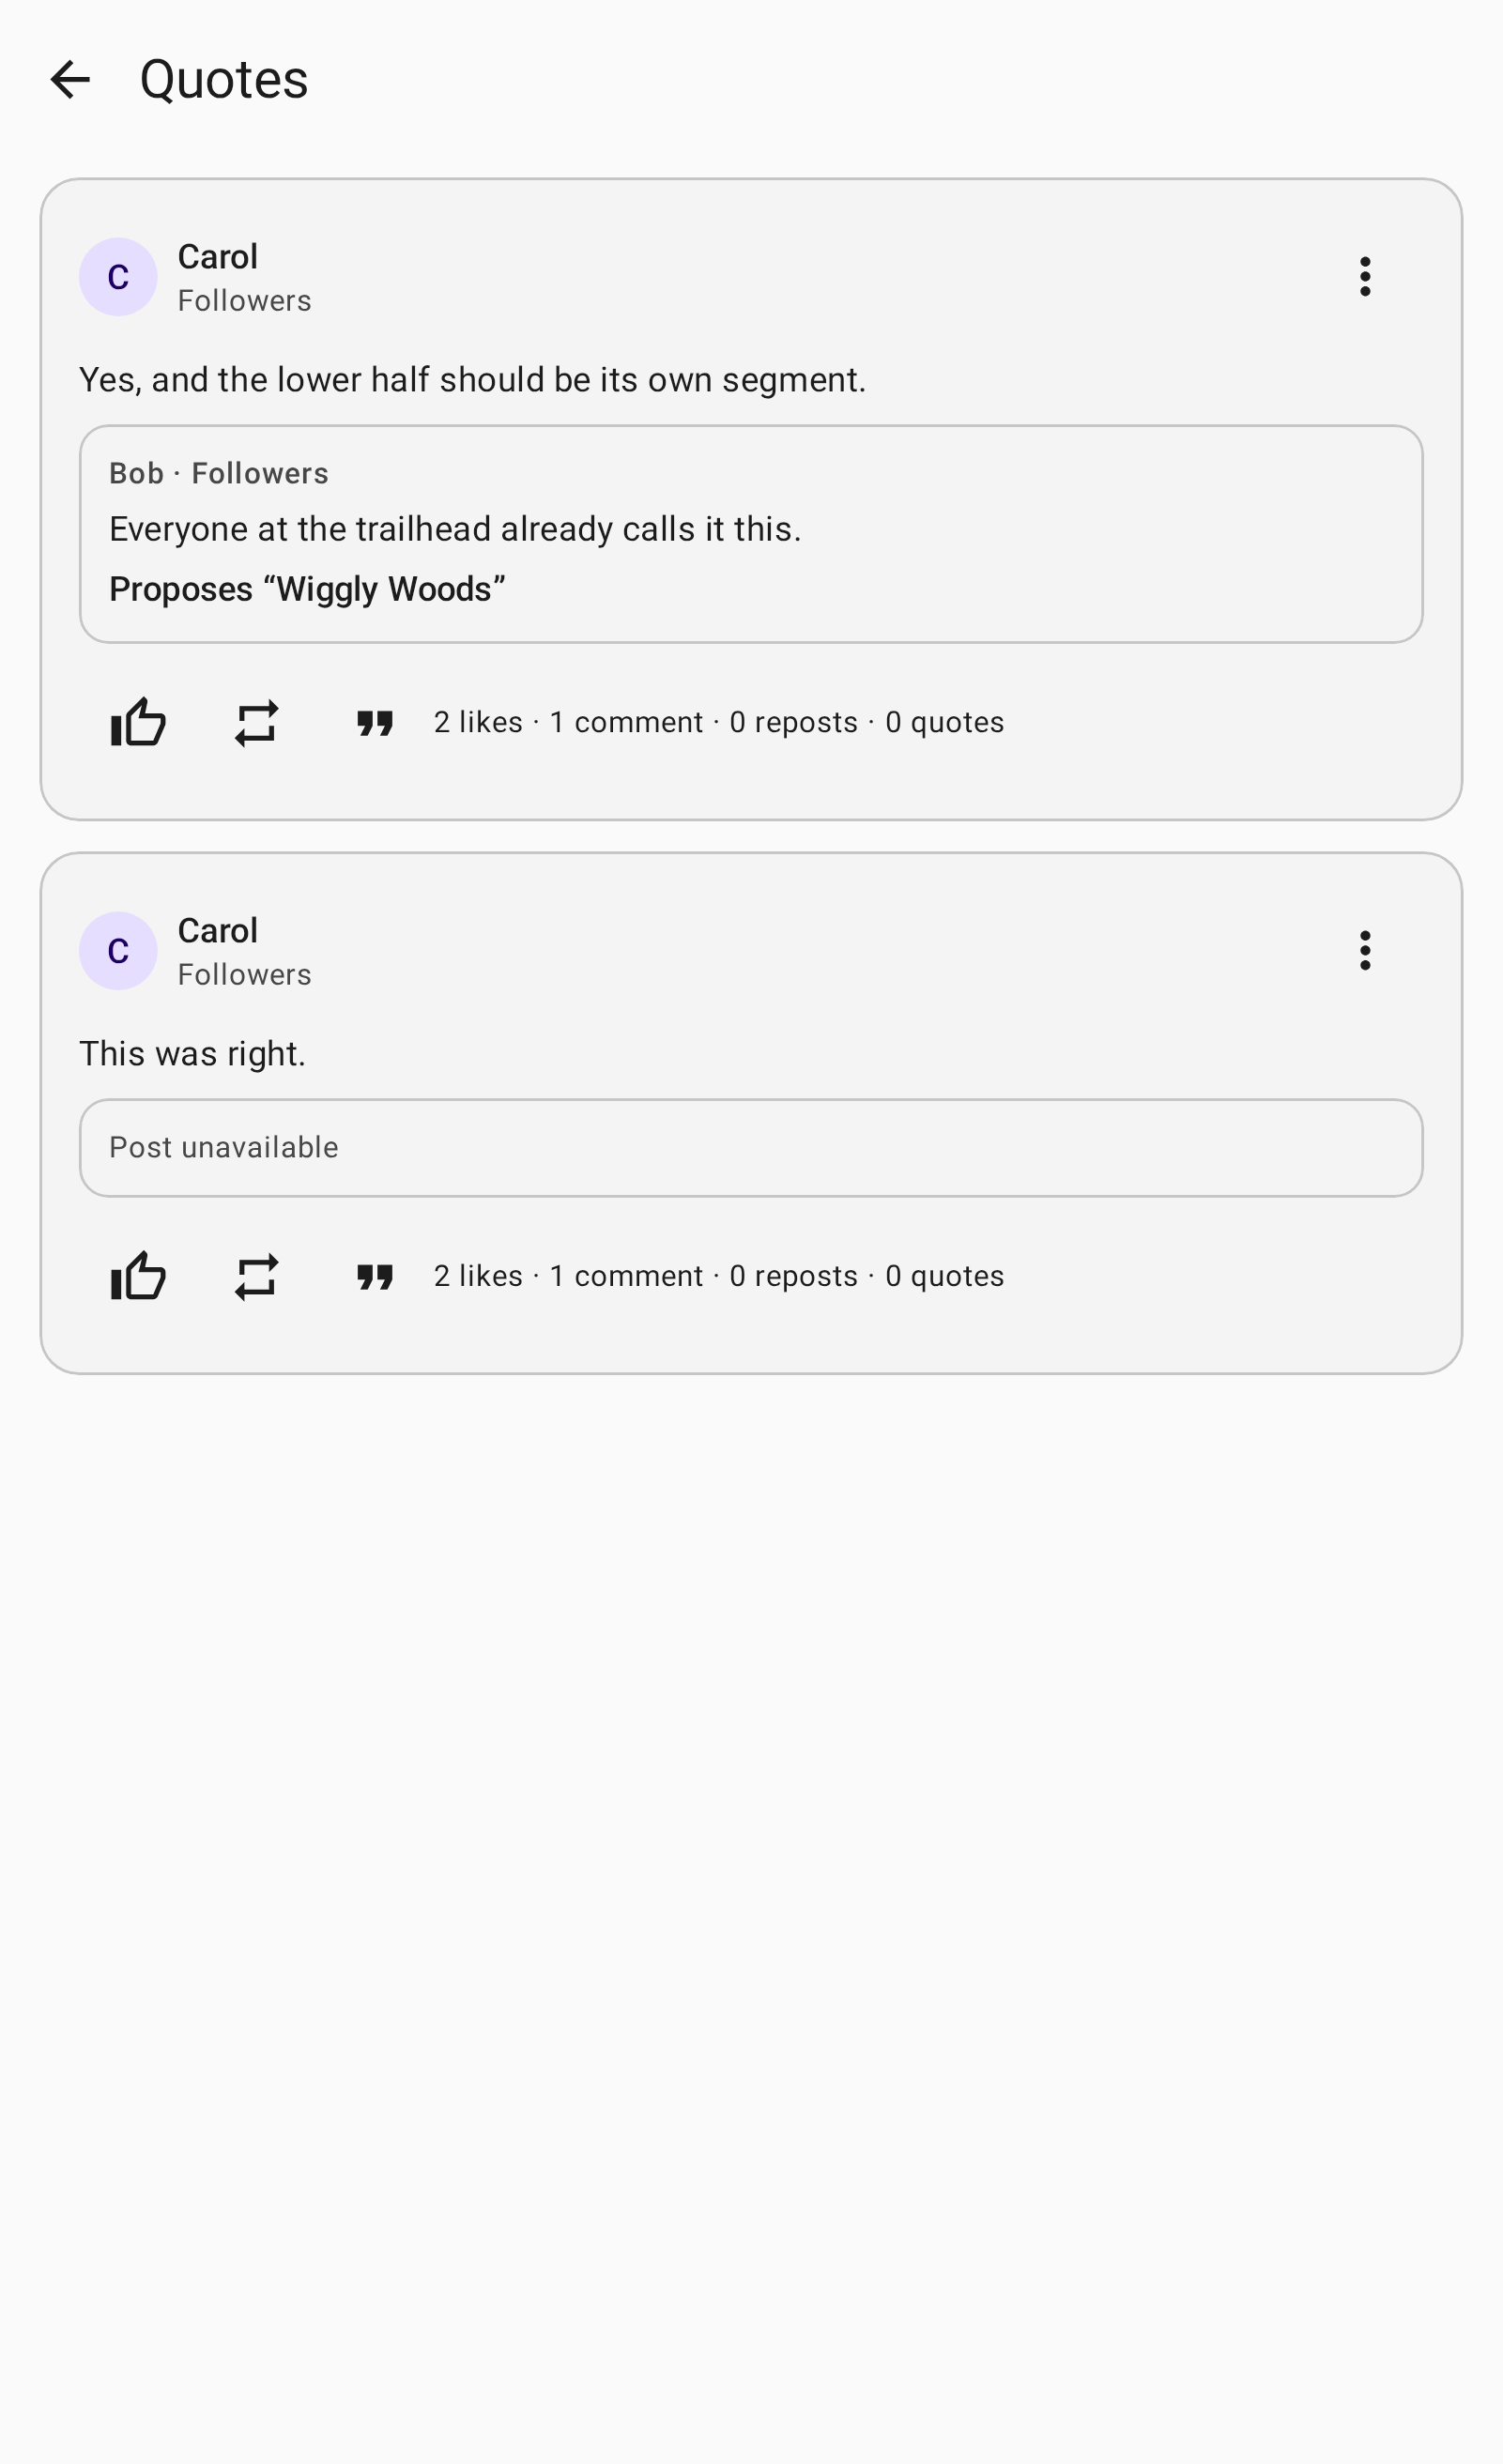 Quotes
C
Carol
Followers
Yes, and the lower half should be its own segment.
Bob · Followers
Everyone at the trailhead already calls it this.
Proposes “Wiggly Woods”
2 likes · 1 comment · 0 reposts · 0 quotes
C
Carol
Followers
This was right.
Post unavailable
2 likes · 1 comment · 0 reposts · 0 quotes